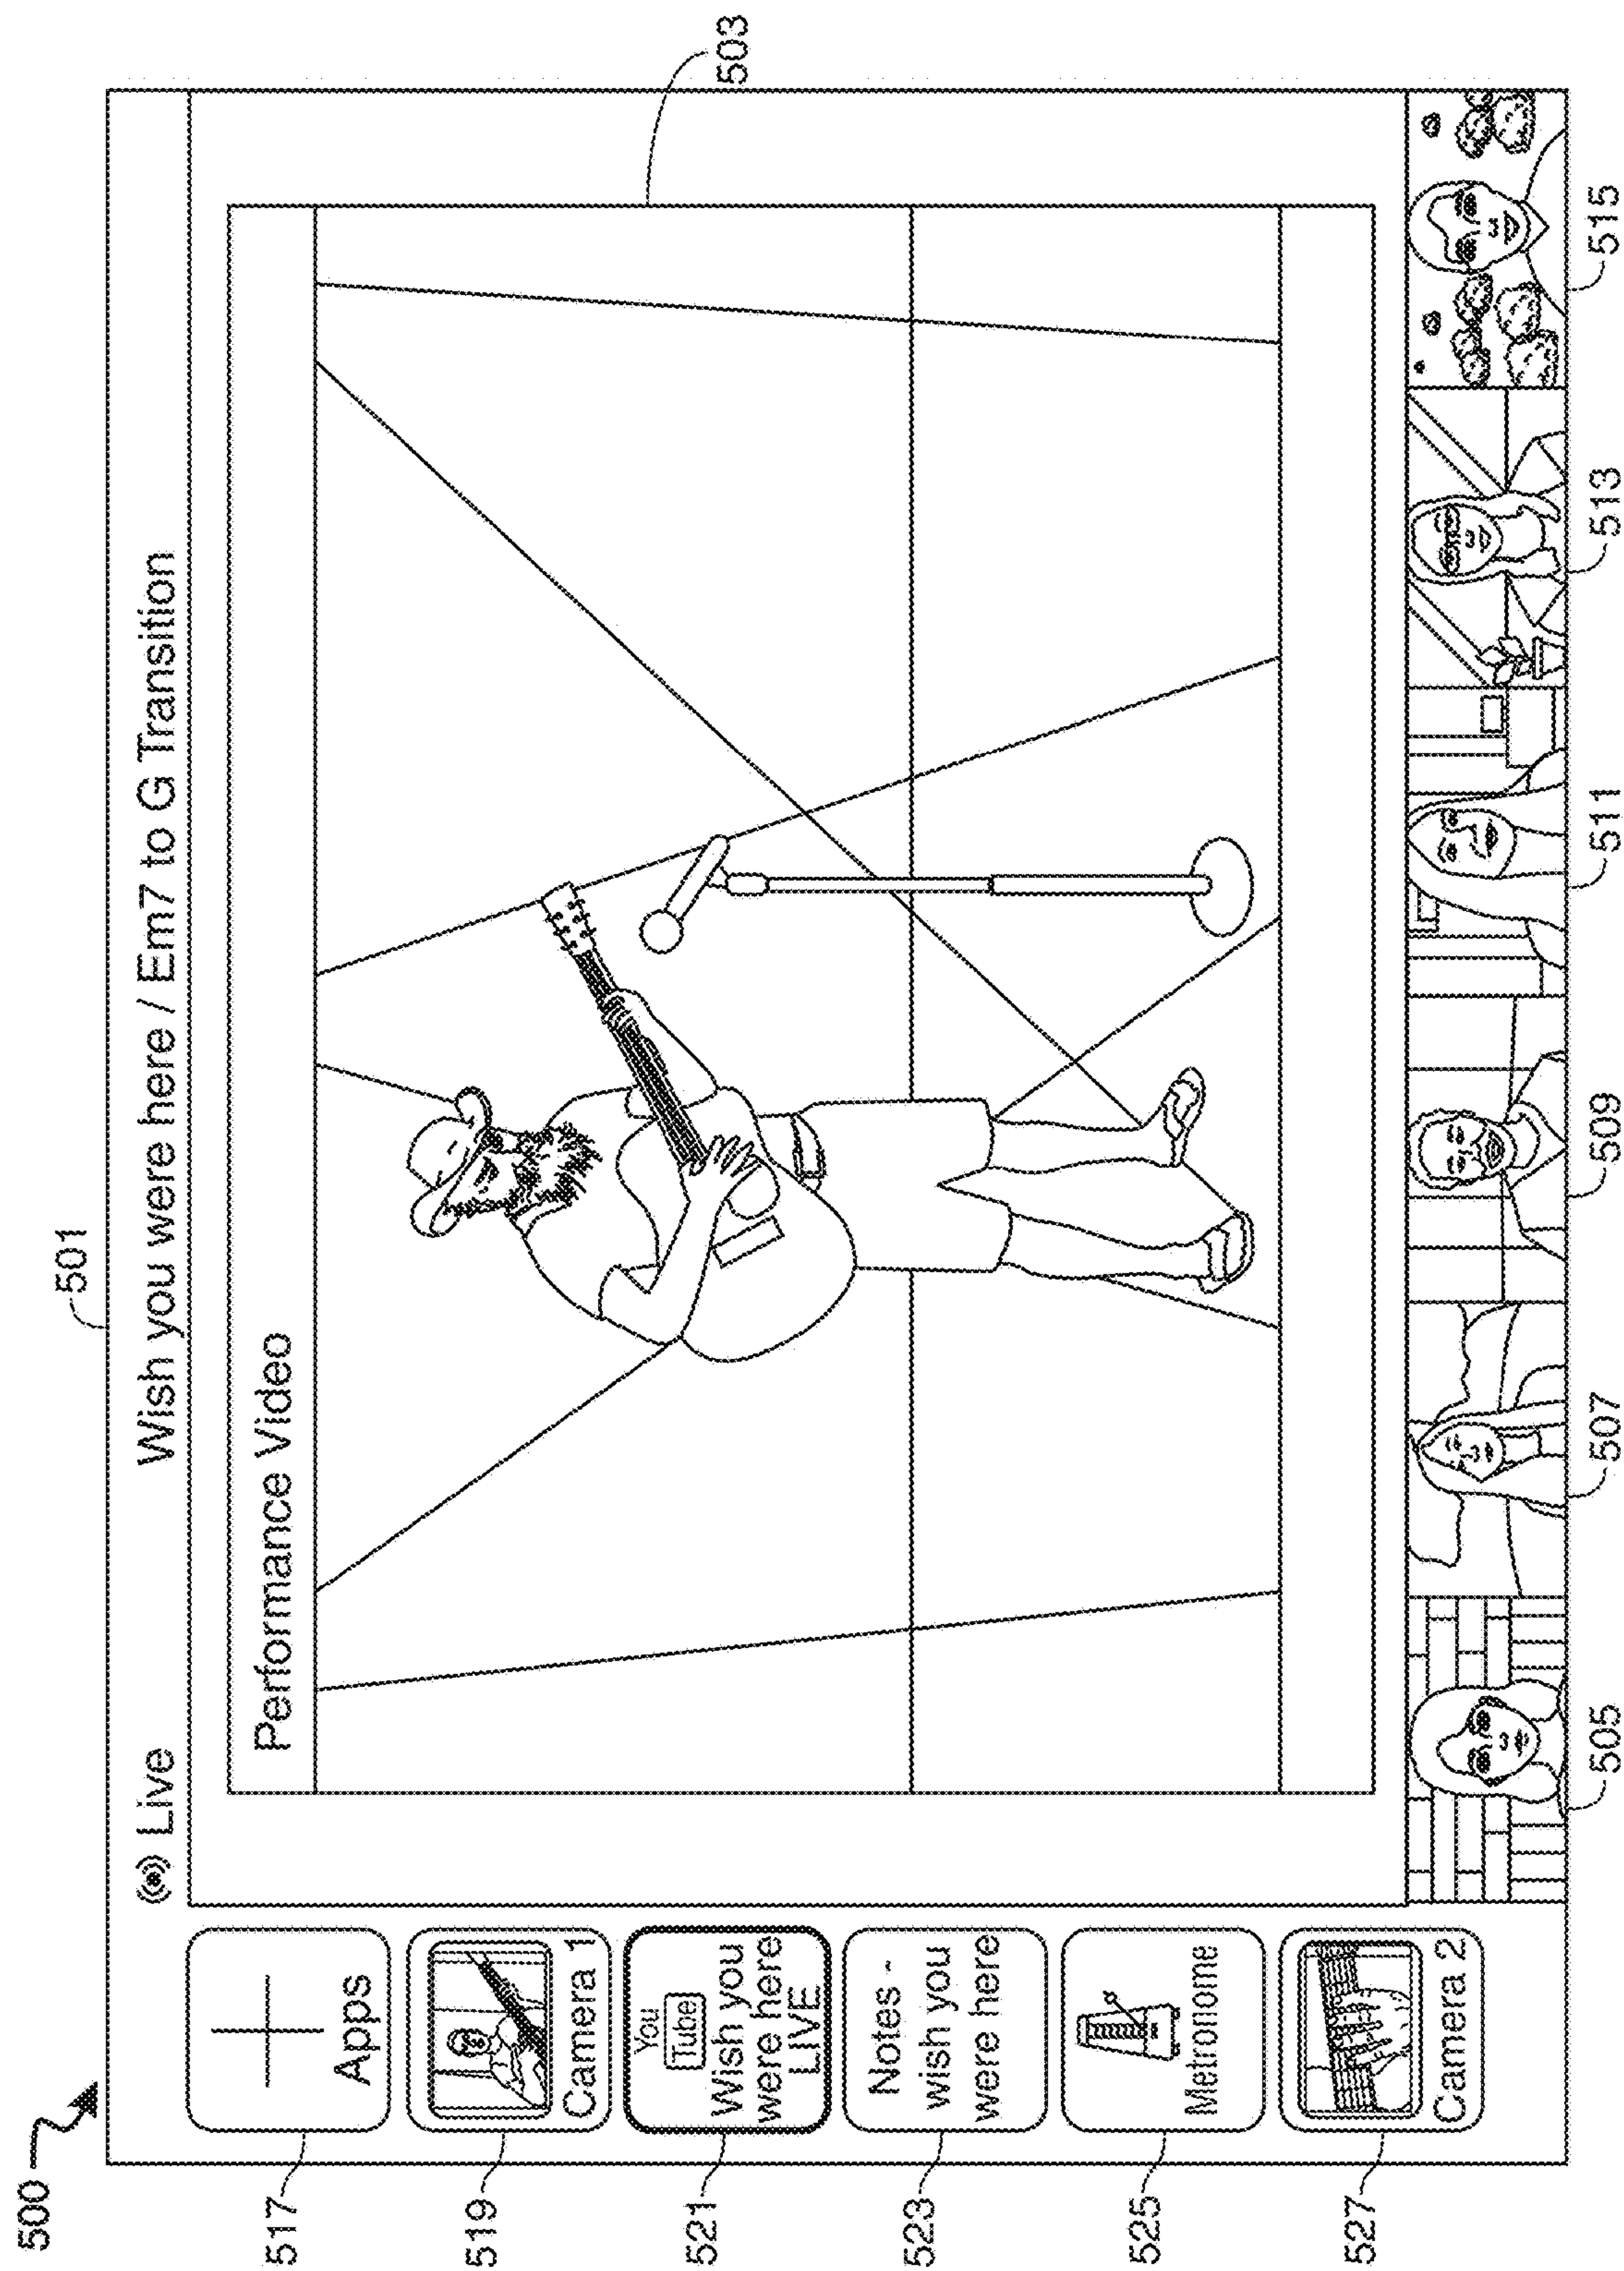 500
501
((•)) Live
Wish you were here / Em7 to G Transition
Performance Video
503
517
Apps
519
Camera 1
521
You
Tube
Wish you
were here
LIVE
523
Notes -
wish you
were here
525
Metronome
527
Camera 2
505
507
509
511
513
515